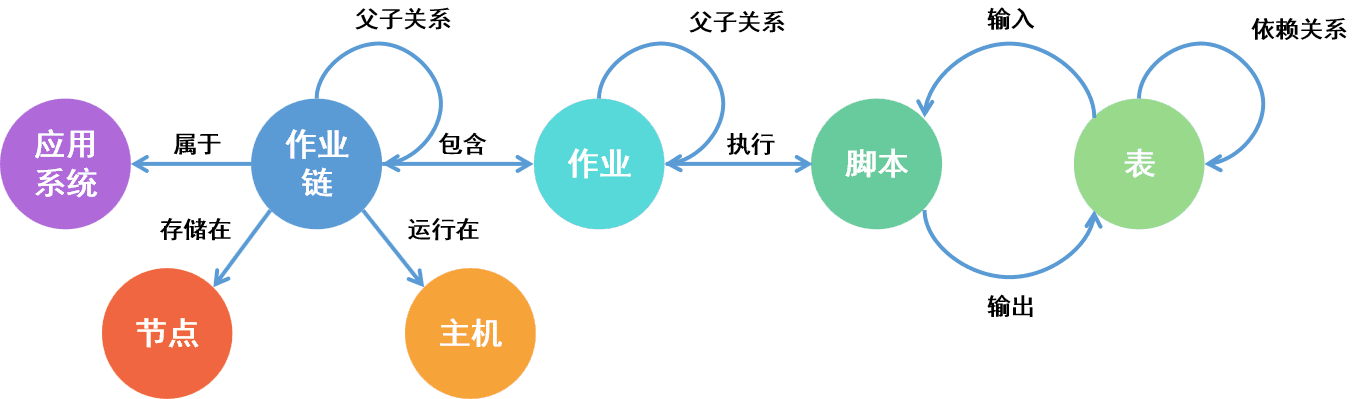 父子关系
父子关系
输入
依赖关系
应用
系统
属于
作业
链
包含
作业
执行
脚本
表
存储在
运行在
节点
主机
输出